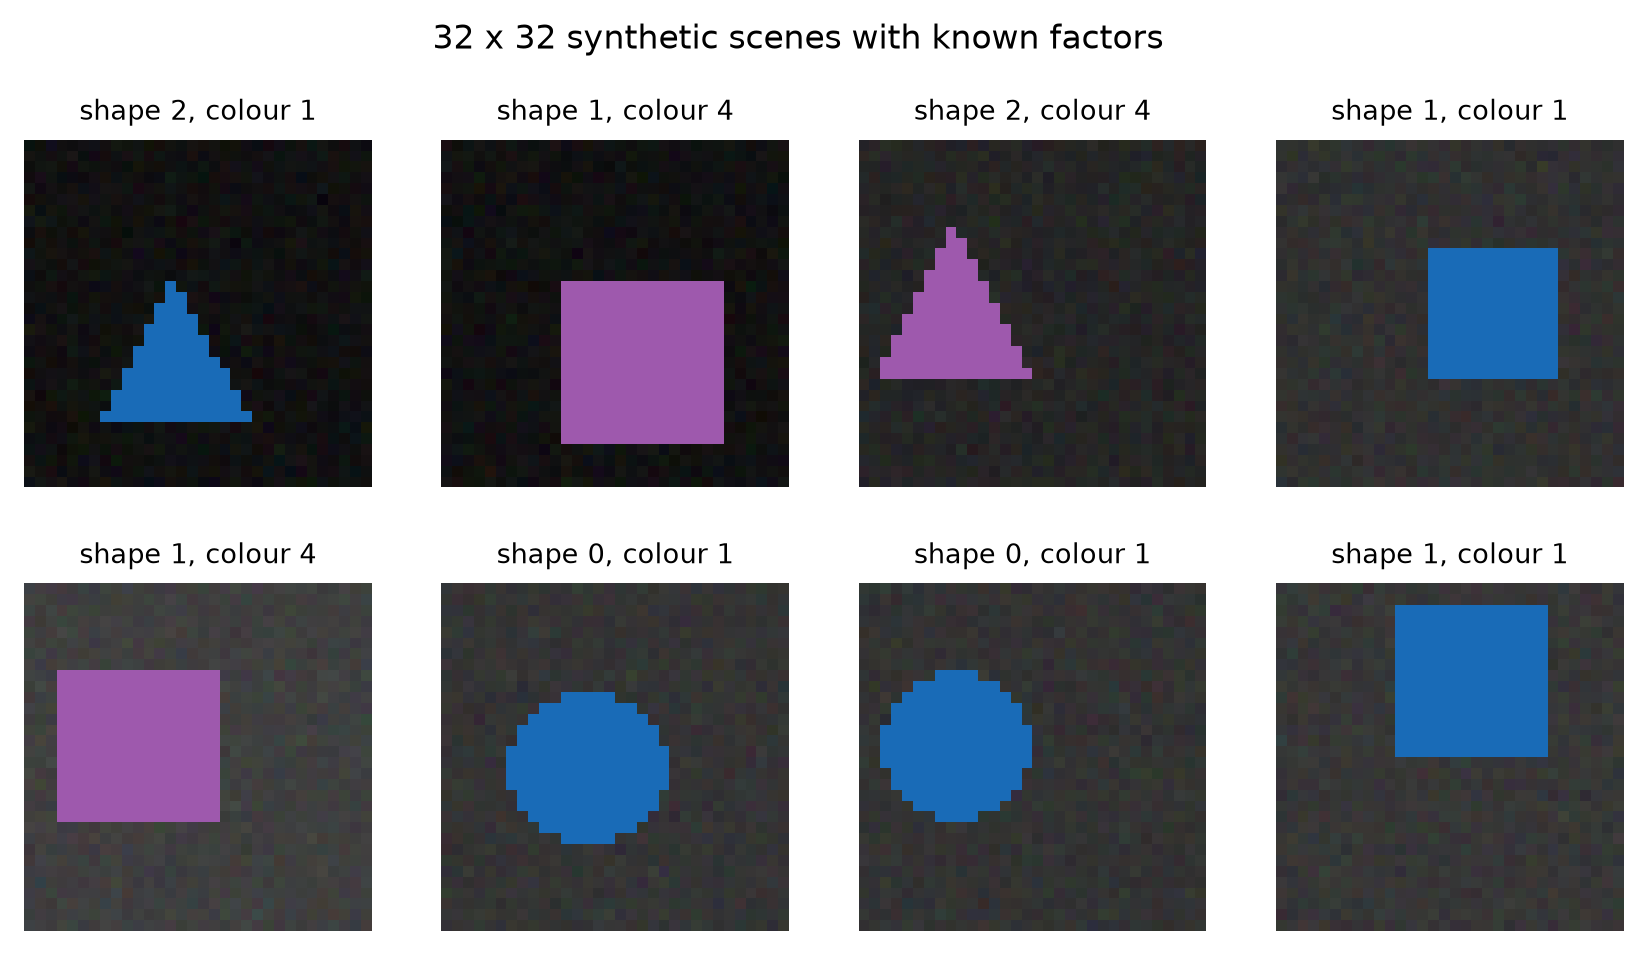 32 x 32 synthetic scenes with known factors
shape 2, colour 1
shape 1, colour 4
shape 2, colour 4
shape 1, colour 1
shape 1, colour 4
shape 0, colour 1
shape 0, colour 1
shape 1, colour 1